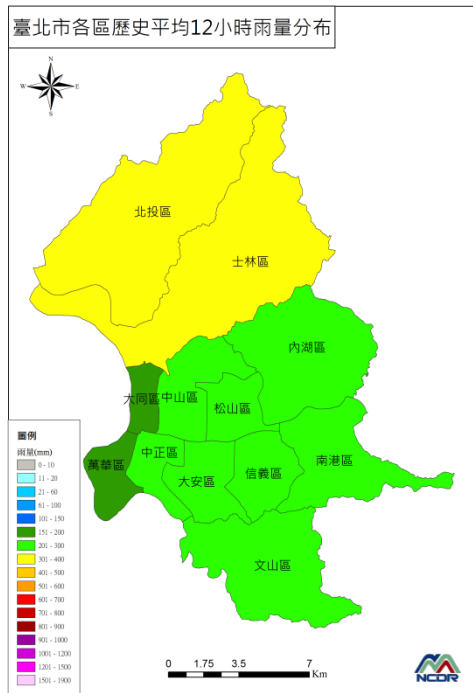 臺北市各區歷史平均12小時雨量分布
N
W
E
S
北投區
士林區
內湖區
大同區
中山區
松山區
萬華區
中正區
大安區
信義區
南港區
文山區
圖例
雨量(mm)
0 - 10
11 - 20
21 - 60
61 - 100
101 - 150
151 - 200
201 - 300
301 - 400
401 - 500
501 - 600
601 - 700
701 - 800
801 - 900
901 - 1000
1001 - 1200
1201 - 1500
1501 - 1900
0 1.75 3.5 7
Km
NCDR